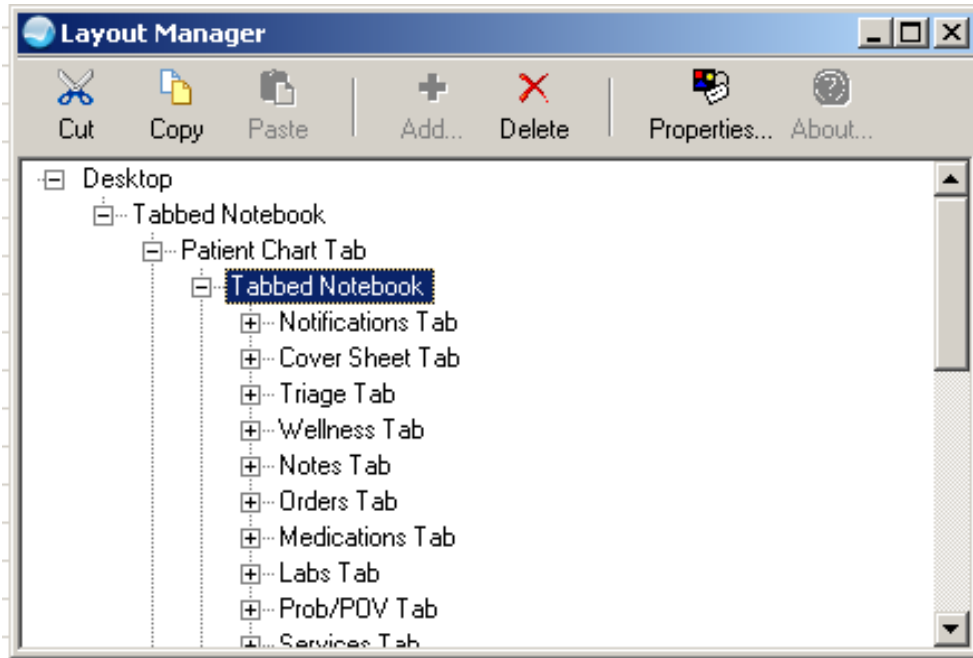 Layout Manager
Cut Copy Paste Add... Delete Properties... About...
Desktop
Tabbed Notebook
Patient Chart Tab
Tabbed Notebook
Notifications Tab
Cover Sheet Tab
Triage Tab
Wellness Tab
Notes Tab
Orders Tab
Medications Tab
Labs Tab
Prob/POV Tab
Services Tab